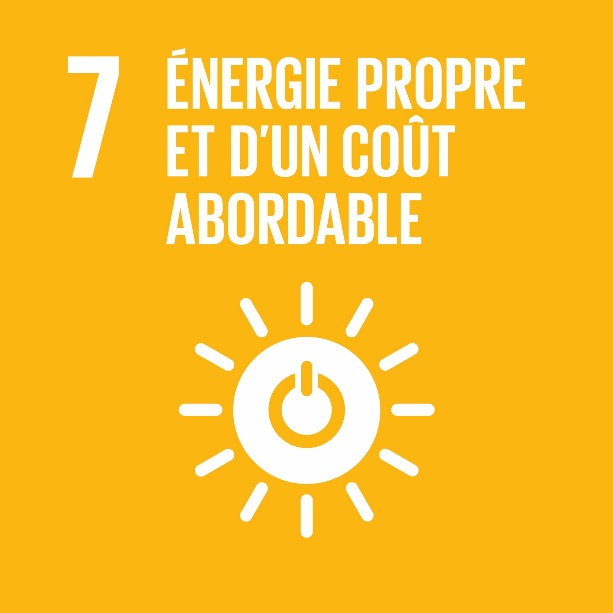 7
ÉNERGIE PROPRE
ET D'UN COÛT
ABORDABLE